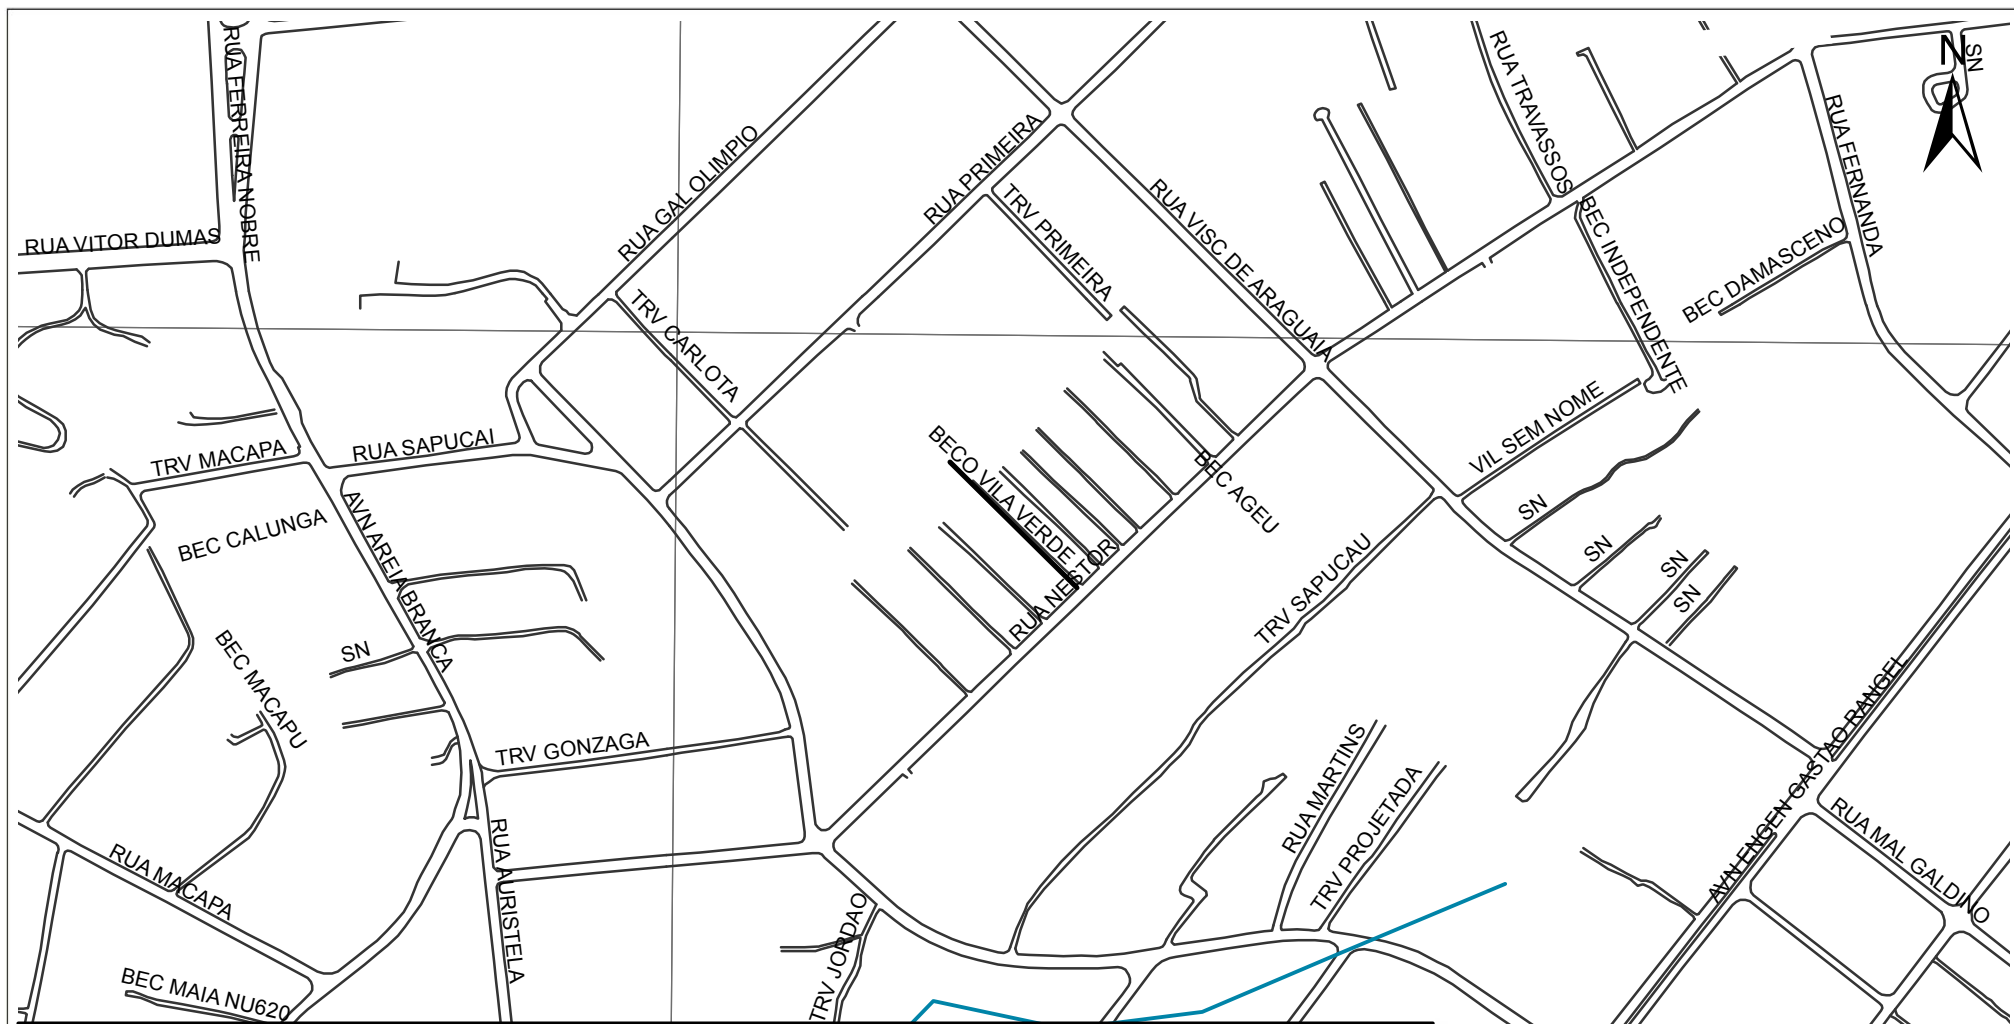 RUA FERREIRA NOBRE
RUA TRAVASSOS
N
SN
RUA GAL OLIMPIO
RUA PRIMEIRA
RUA FERNANDA
RUA VITOR DUMAS
TRV PRIMEIRA
RUA VISC DE ARAGUAIA
BEC INDEPENDENTE
BEC DAMASCENO
TRV CARLOTA
VIL SEM NOME
TRV MACAPA
RUA SAPUCAI
BECO VILA VERDE
BEC AGEU
BEC CALUNGA
AVN AREIA BRANCA
SN
SN
SN
SN
RUA NESTOR
TRV SAPUCAU
BEC MACAPU
SN
TRV GONZAGA
RUA MARTINS
TRV PROJETADA
AVN ENGEN GASTAO RANGEL
RUA MAL GALDINO
RUA MACAPA
RUA AURISTELA
TRV JORDAO
BEC MAIA NU620